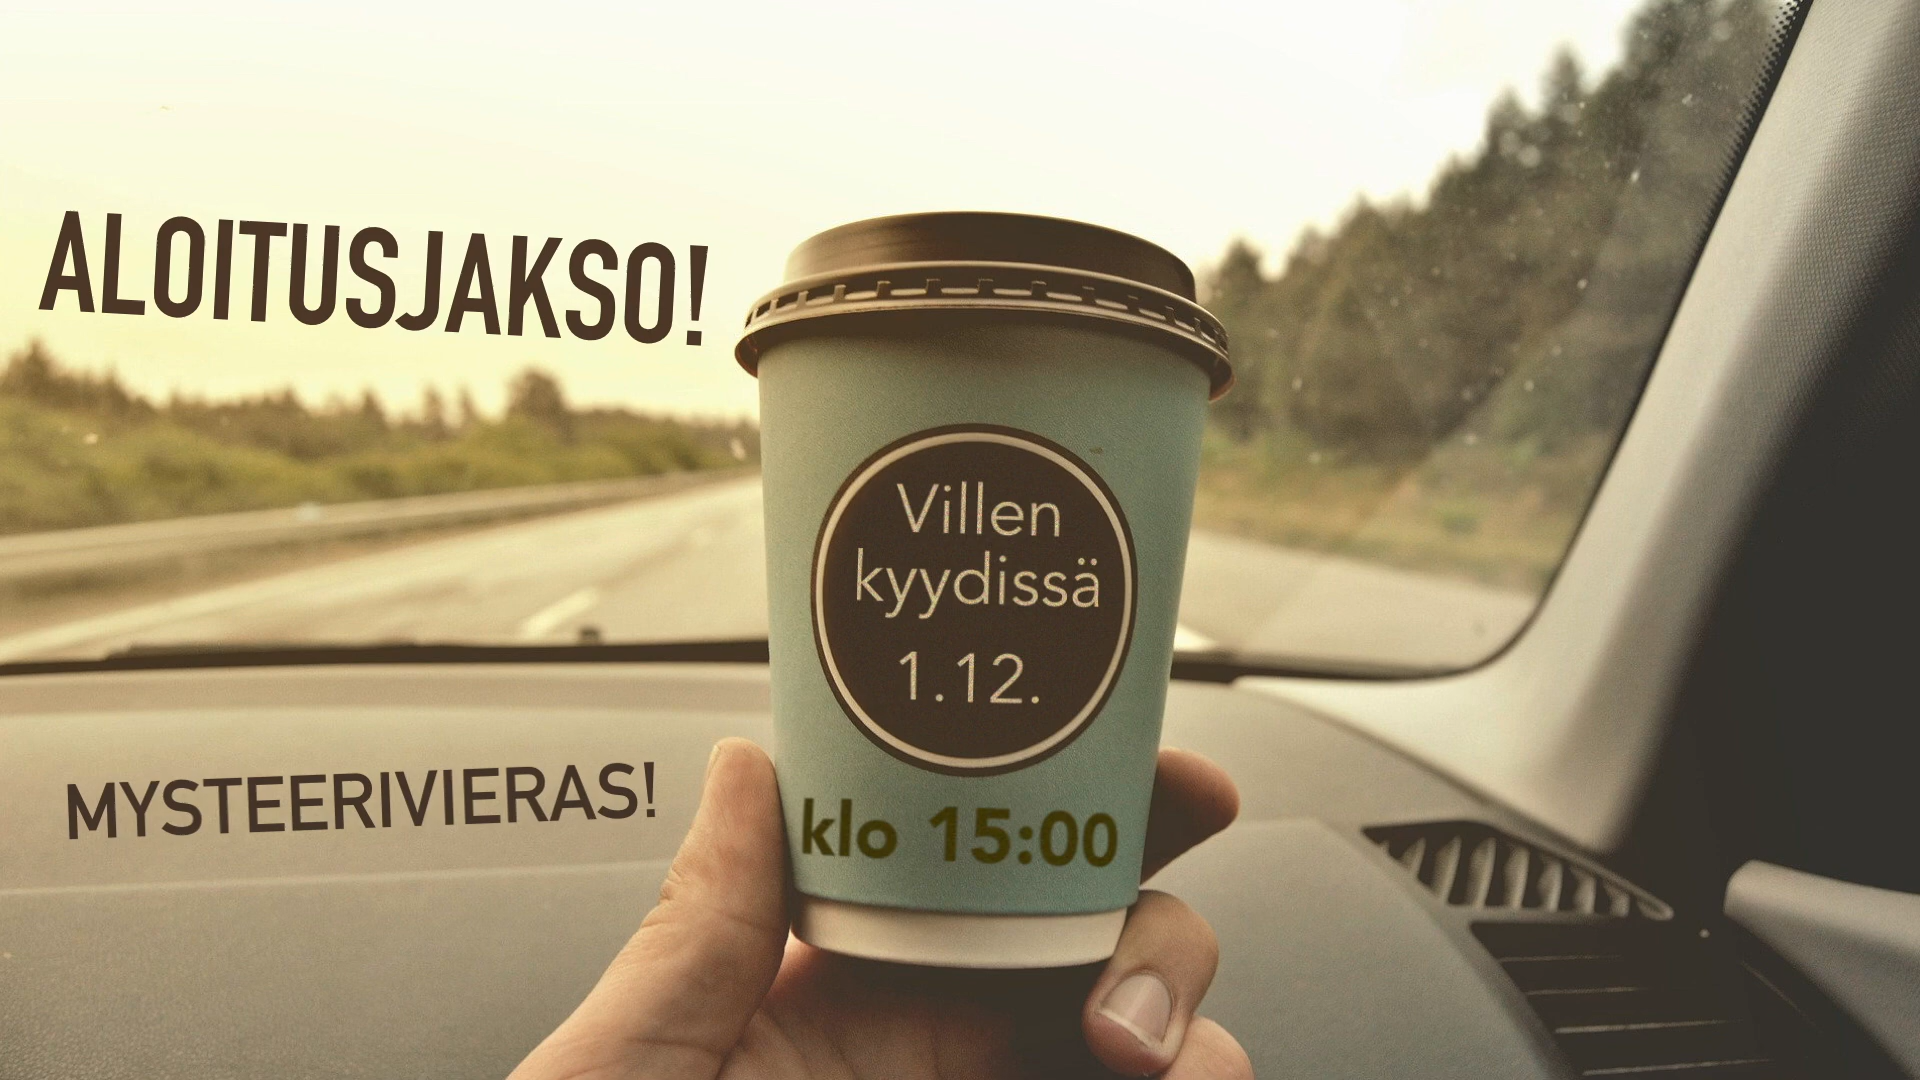 ALOITUSJAKSO!
Villen
kyydissä
1.12.
MYSTEERIVIERAS!
klo 15:00